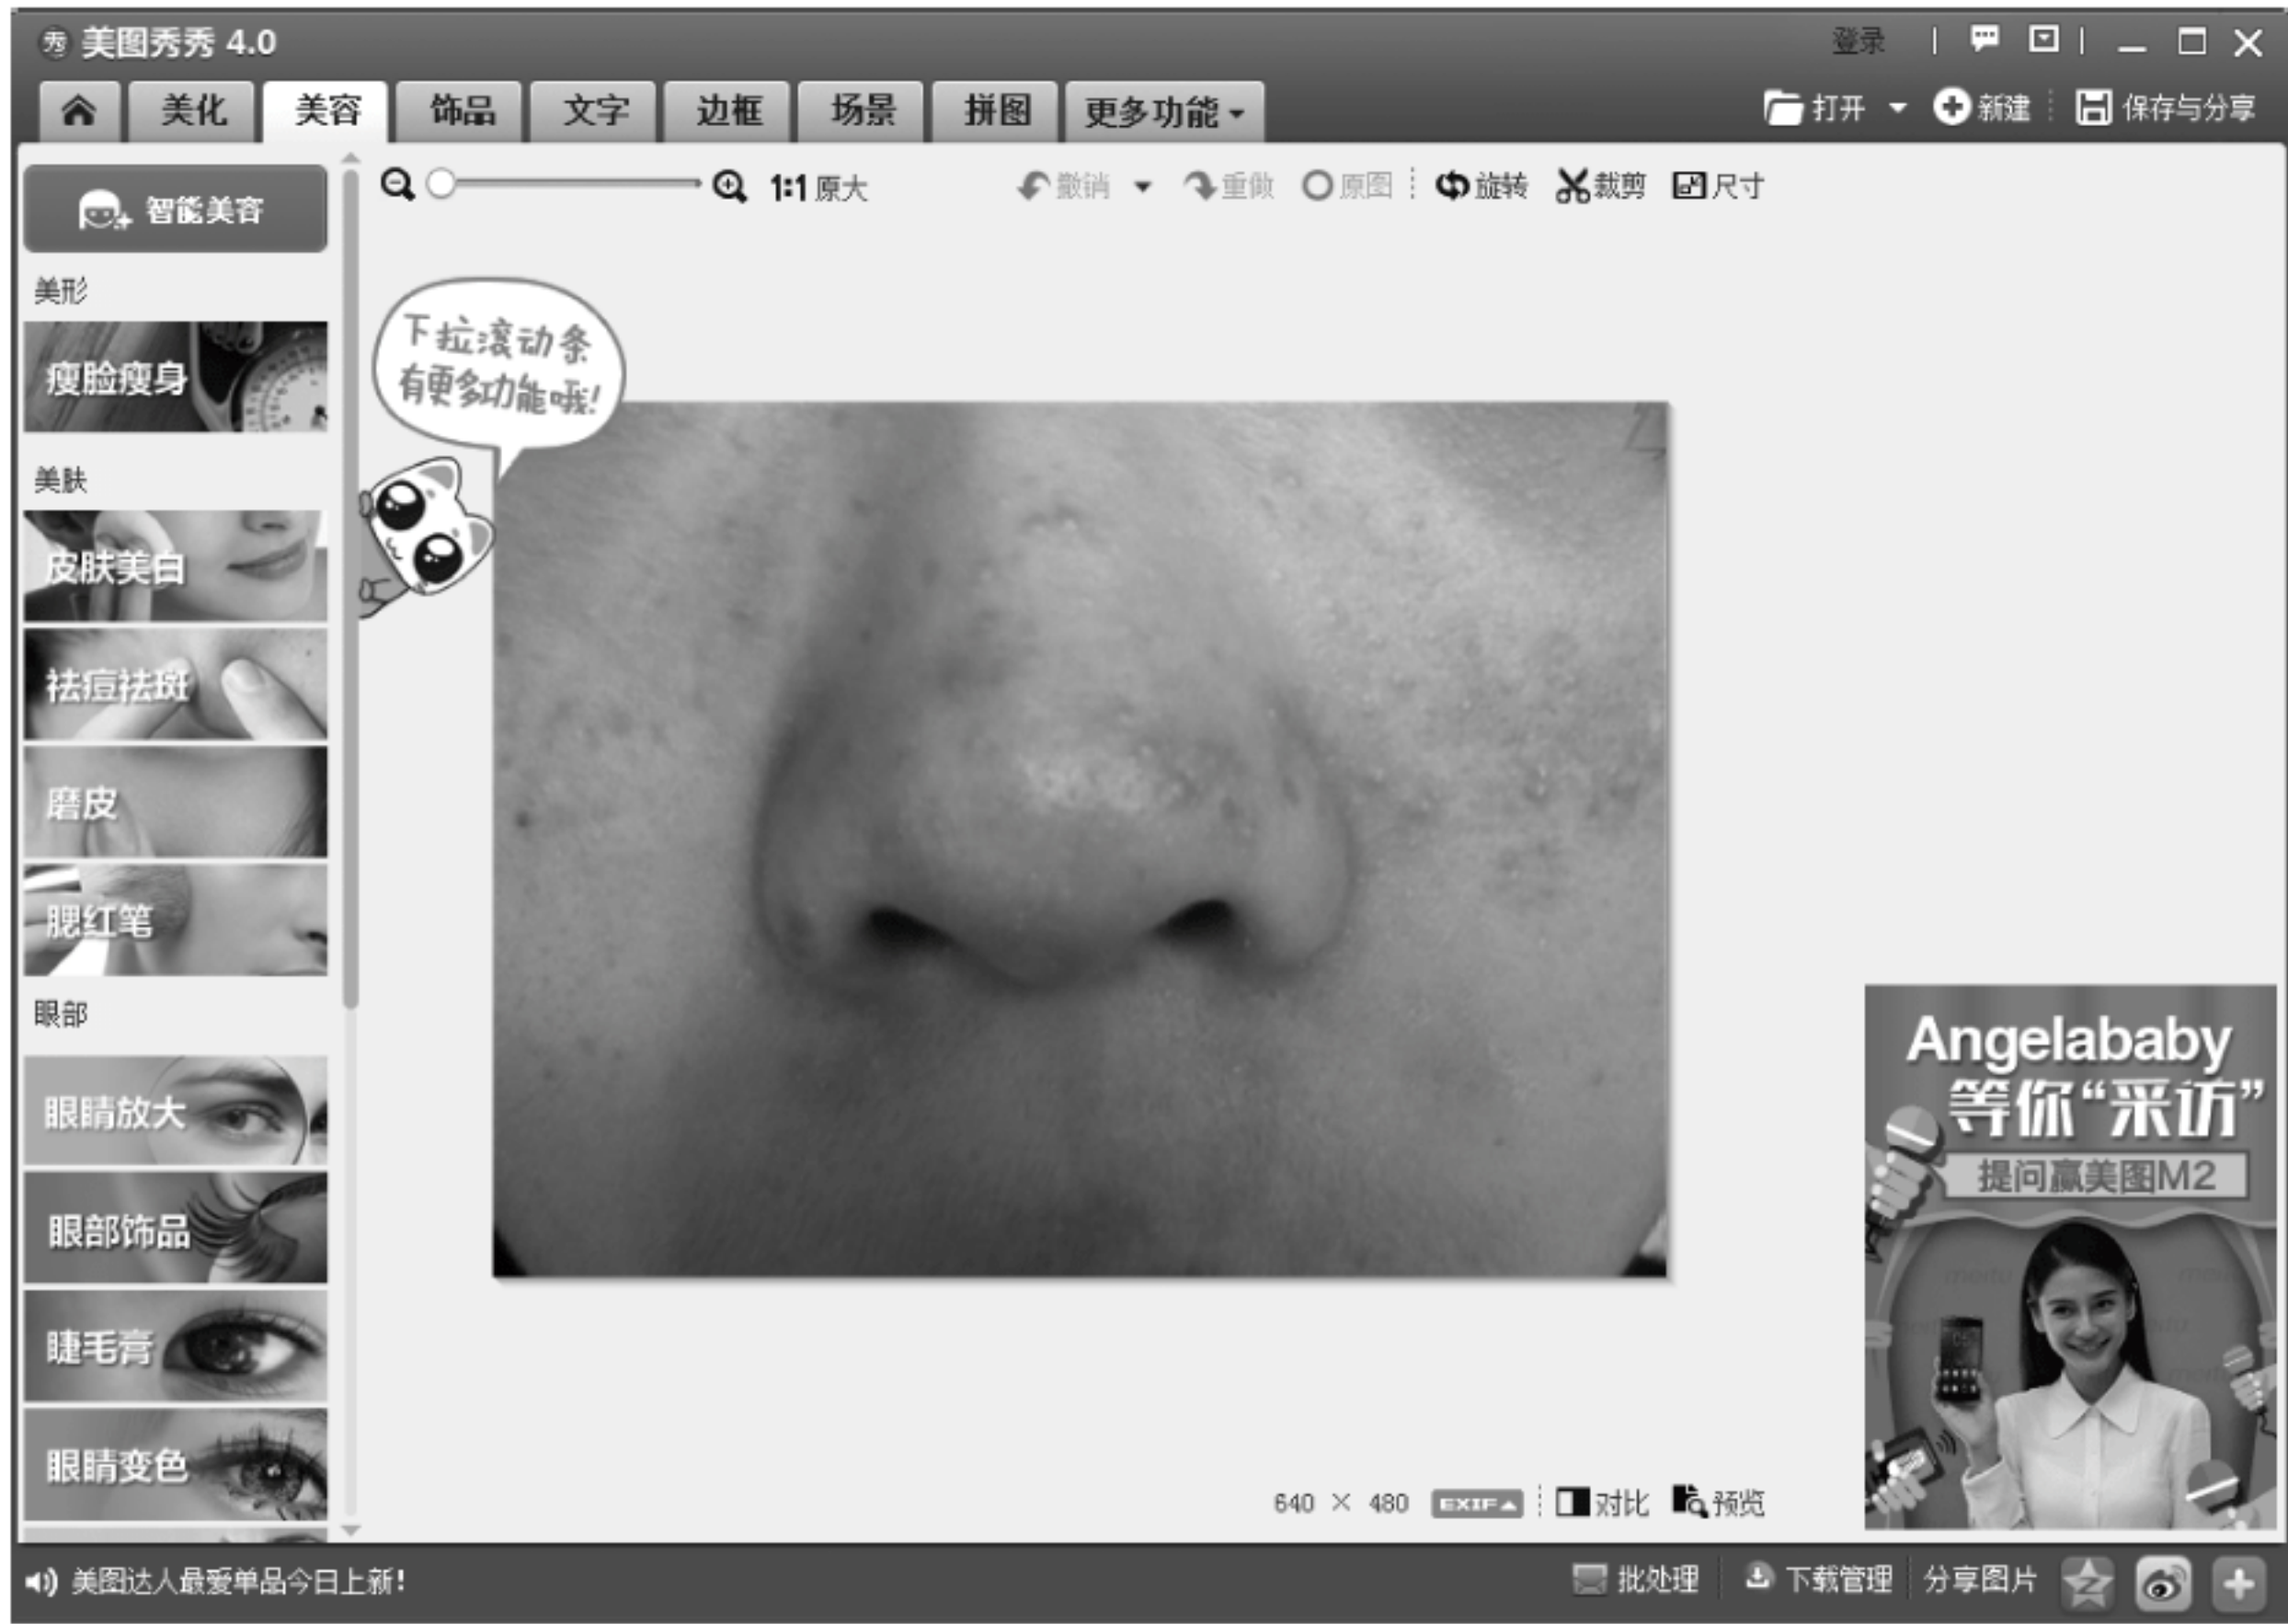 秀 美图秀秀 4.0
登录
美化 美容 饰品 文字 边框 场景 拼图 更多功能
打开 新建 保存与分享
智能美容
1:1 原大 撤销 重做 原图 旋转 裁剪 尺寸
美形
瘦脸瘦身
下拉滚动条
有更多功能哦!
美肤
皮肤美白
祛痘祛斑
磨皮
腮红笔
眼部
眼睛放大
眼部饰品
睫毛膏
眼睛变色
Angelababy
等你“采访”
提问赢美图M2
640 × 480 EXIF 对比 预览
美图达人最爱单品今日上新!
批处理 下载管理 分享图片